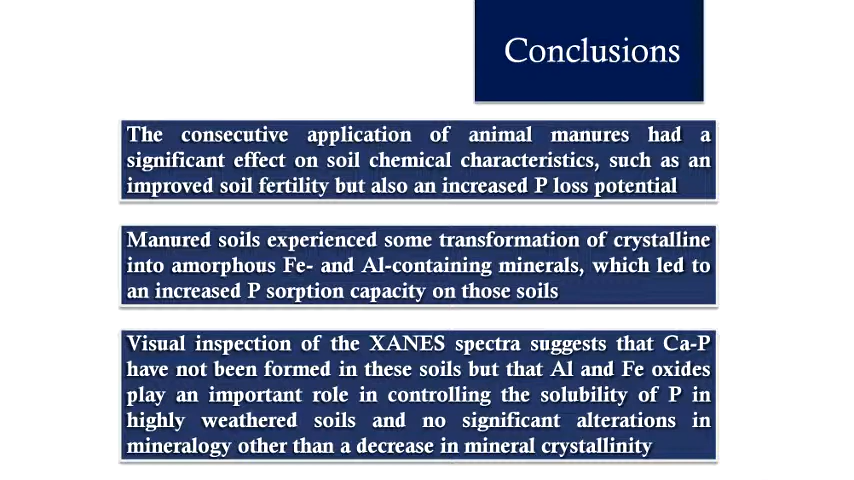 Conclusions
The consecutive application of animal manures had a
significant effect on soil chemical characteristics, such as an
improved soil fertility but also an increased P loss potential
Manured soils experienced some transformation of crystalline
into amorphous Fe- and Al-containing minerals, which led to
an increased P sorption capacity on those soils
Visual inspection of the XANES spectra suggests that Ca-P
have not been formed in these soils but that Al and Fe oxides
play an important role in controlling the solubility of P in
highly weathered soils and no significant alterations in
mineralogy other than a decrease in mineral crystallinity